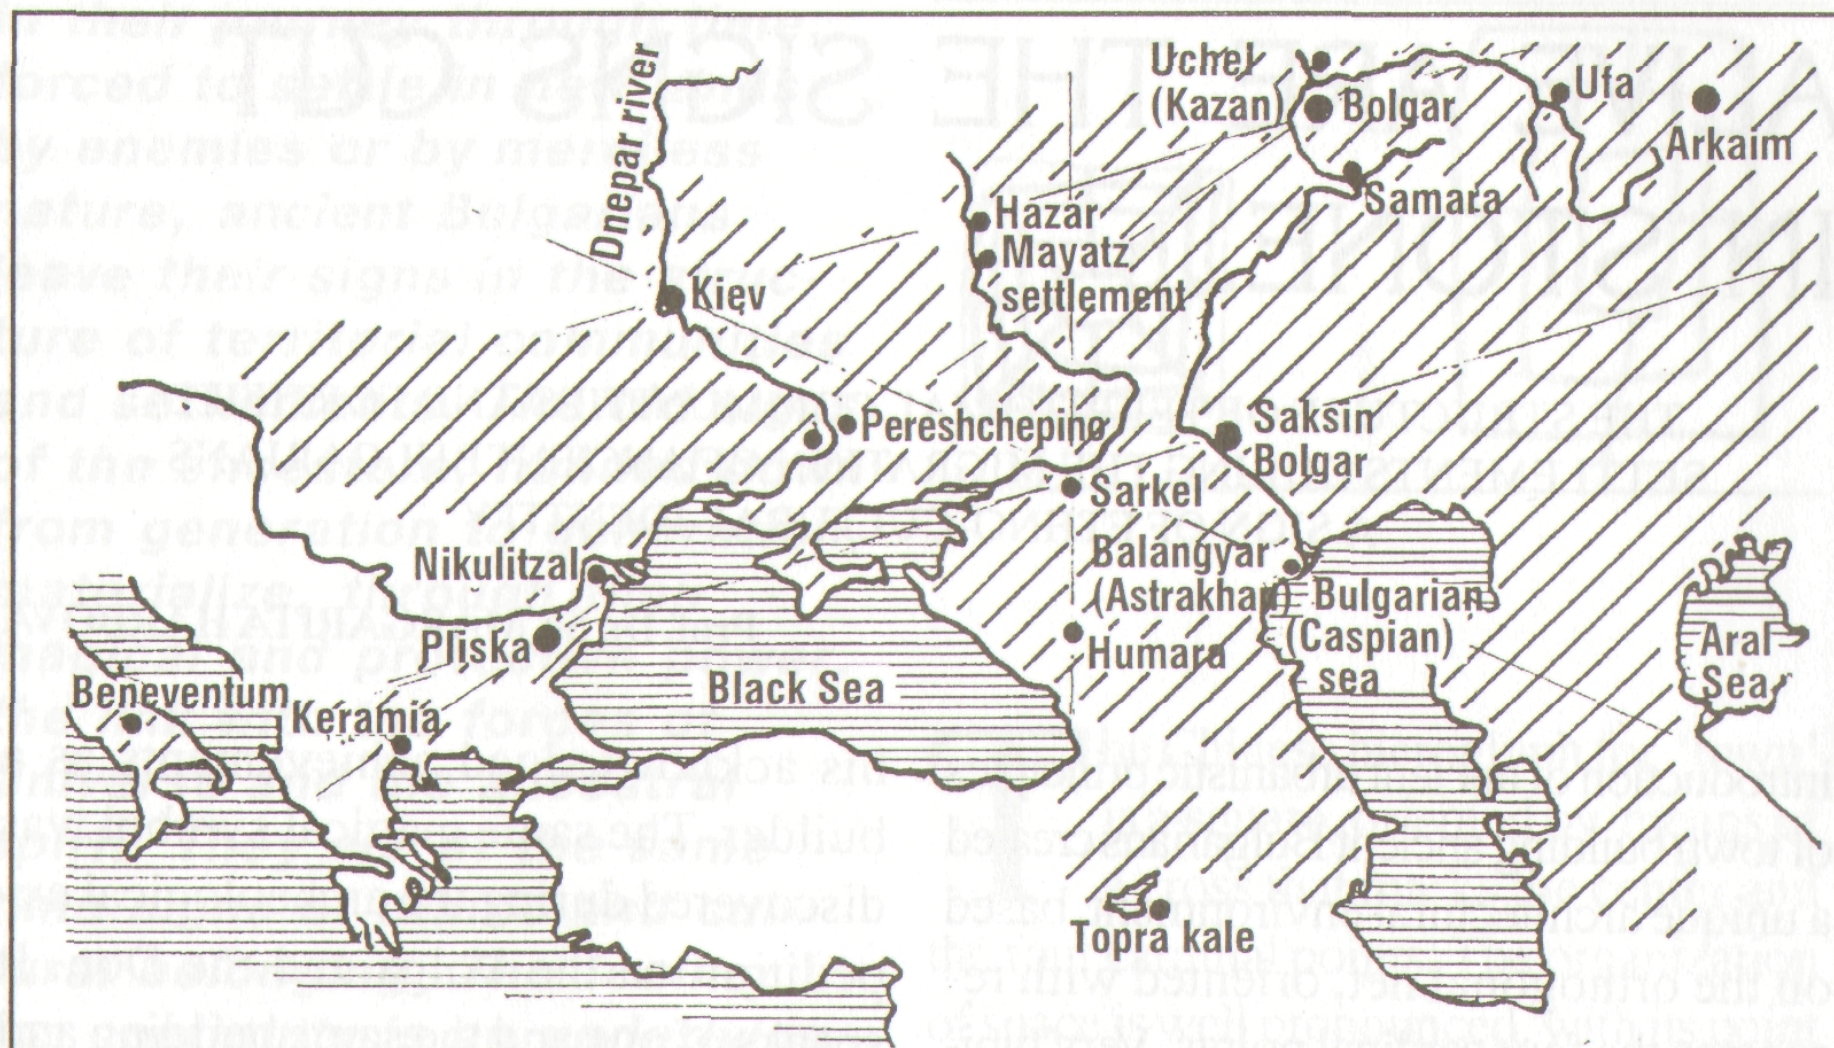 Dnepar river
Uchel
(Kazan)
Bolgar
Ufa
Arkaim
Samara
Hazar
Mayatz
settlement
Kiev
Pereshchepino
Saksin
Bolgar
Sarkel
Nikulitzal
Balangyar
(Astrakhan)
Bulgarian
(Caspian)
sea
Pliska
Humara
Aral
Sea
Black Sea
Beneventum
Keramia
Topra kale